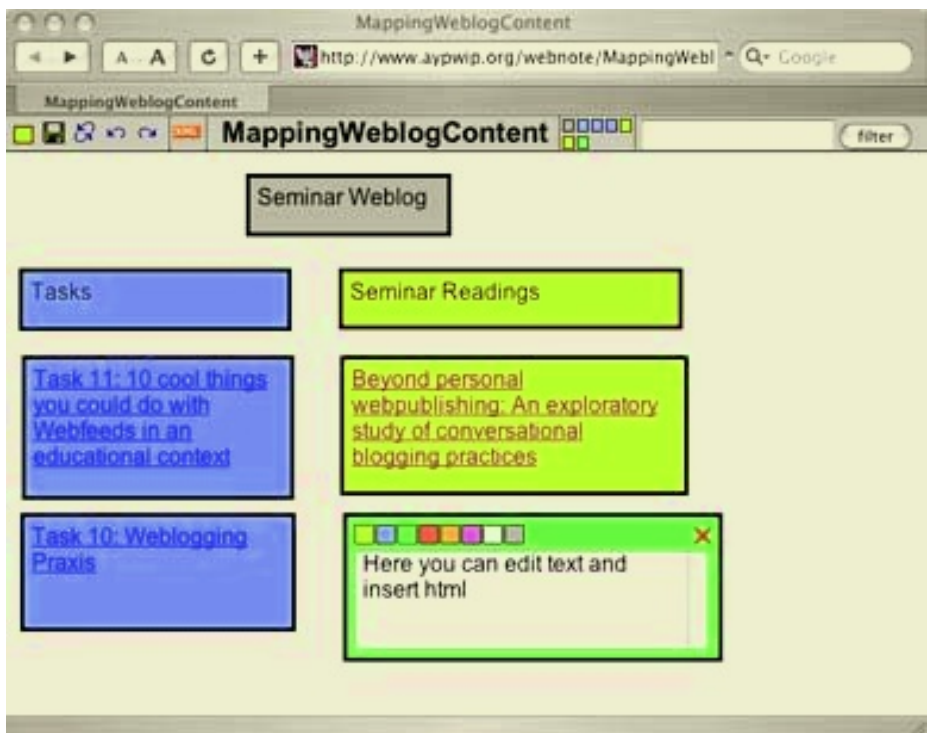 MappingWeblogContent
A A C + http://www.aypwip.org/webnote/MappingWebl Q Google
MappingWeblogContent
MappingWeblogContent filter
Seminar Weblog
Tasks
Seminar Readings
Task 11: 10 cool things
you could do with
Webfeeds in an
educational context
Beyond personal
webpublishing: An exploratory
study of conversational
blogging practices
Task 10: Weblogging
Praxis
Here you can edit text and
insert html